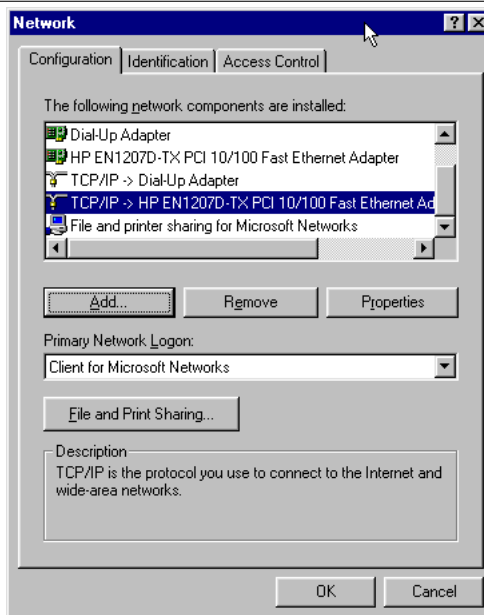 Network
Configuration Identification Access Control
The following network components are installed:
Dial-Up Adapter
HP EN1207D-TX PCI 10/100 Fast Ethernet Adapter
TCP/IP -> Dial-Up Adapter
TCP/IP -> HP EN1207D-TX PCI 10/100 Fast Ethernet Ad
File and printer sharing for Microsoft Networks
Add... Remove Properties
Primary Network Logon:
Client for Microsoft Networks
File and Print Sharing...
Description
TCP/IP is the protocol you use to connect to the Internet and
wide-area networks.
OK Cancel